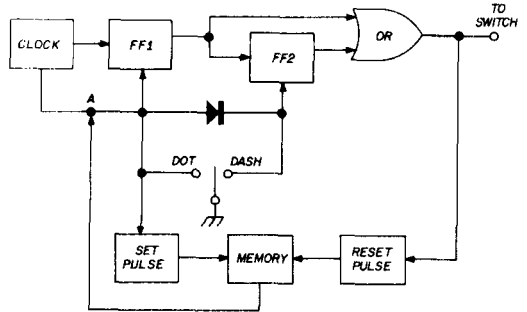 TO
SWITCH
CLOCK
FF1
FF2
OR
A
DOT
DASH
SET
PULSE
MEMORY
RESET
PULSE